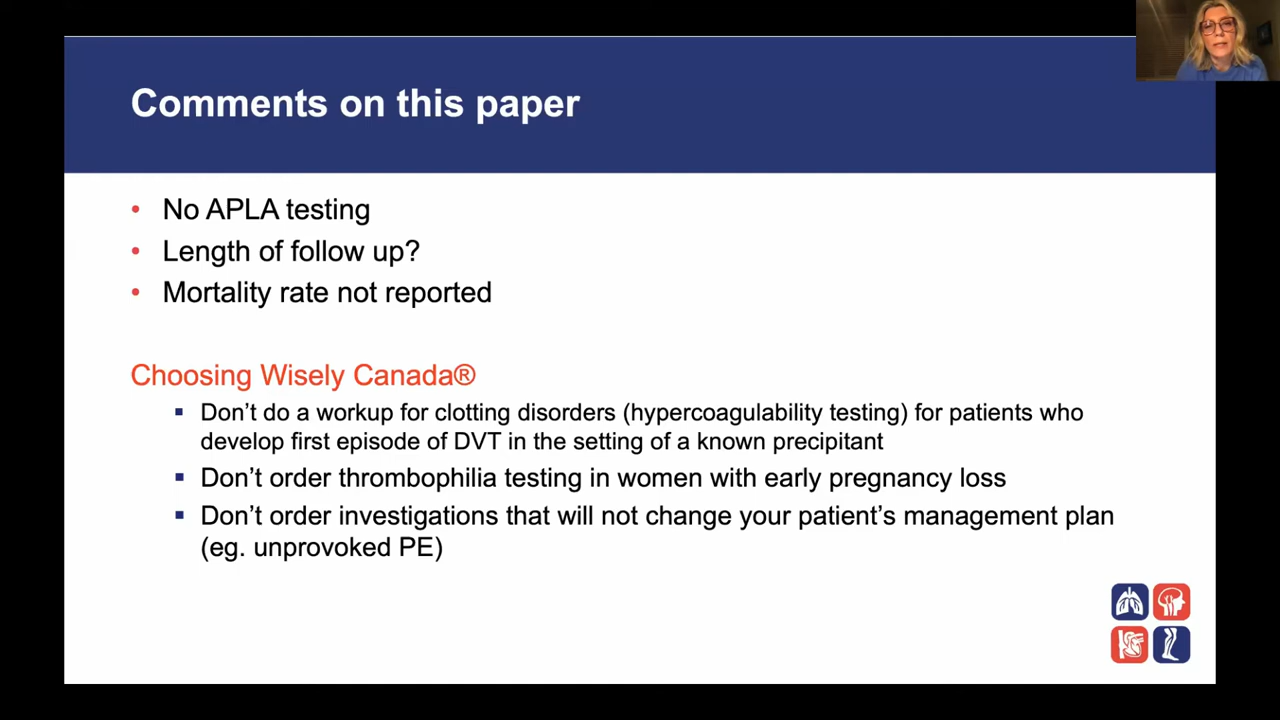 Comments on this paper
• No APLA testing
• Length of follow up?
• Mortality rate not reported
Choosing Wisely Canada®
▪ Don’t do a workup for clotting disorders (hypercoagulability testing) for patients who
develop first episode of DVT in the setting of a known precipitant
▪ Don’t order thrombophilia testing in women with early pregnancy loss
▪ Don’t order investigations that will not change your patient’s management plan
(eg. unprovoked PE)